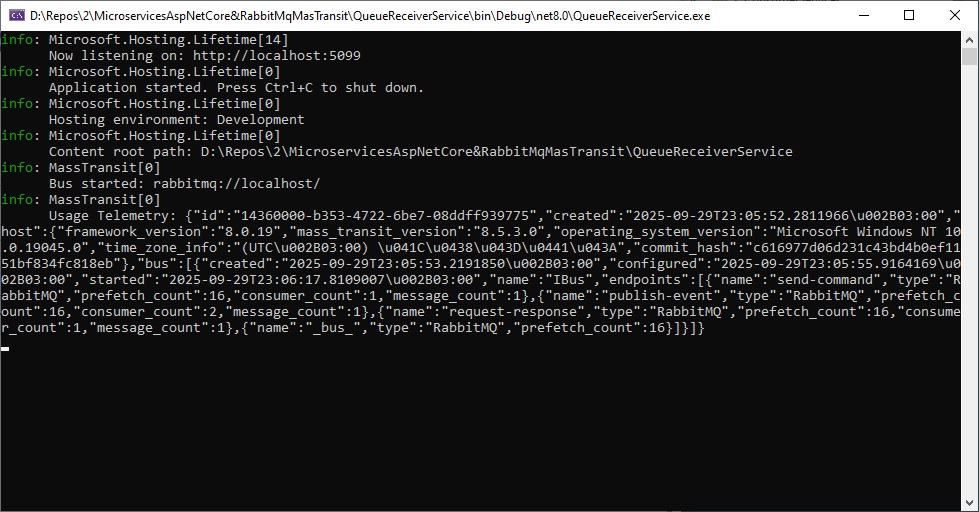 D:\Repos\2\MicroservicesAspNetCore&RabbitMqMasTransit\QueueReceiverService\bin\Debug\net8.0\QueueReceiverService.exe
info: Microsoft.Hosting.Lifetime[14]
Now listening on: http://localhost:5099
info: Microsoft.Hosting.Lifetime[0]
Application started. Press Ctrl+C to shut down.
info: Microsoft.Hosting.Lifetime[0]
Hosting environment: Development
info: Microsoft.Hosting.Lifetime[0]
Content root path: D:\Repos\2\MicroservicesAspNetCore&RabbitMqMasTransit\QueueReceiverService
info: MassTransit[0]
Bus started: rabbitmq://localhost/
info: MassTransit[0]
Usage Telemetry: {"id":"14360000-b353-4722-6be7-08ddff939775","created":"2025-09-29T23:05:52.2811966\u002B03:00","
host":{"framework_version":"8.0.19","mass_transit_version":"8.5.3.0","operating_system_version":"Microsoft Windows NT 10
.0.19045.0","time_zone_info":"(UTC\u002B03:00) \u041C\u0438\u043D\u0441\u043A","commit_hash":"c616977d06d231c43bd4b0ef11
51bf834fc818eb"},"bus":[{"created":"2025-09-29T23:05:53.2191850\u002B03:00","configured":"2025-09-29T23:05:55.9164169\u0
02B03:00","started":"2025-09-29T23:06:17.8109007\u002B03:00","name":"IBus","endpoints":[{"name":"send-command","type":"R
abbitMQ","prefetch_count":16,"consumer_count":1,"message_count":1},{"name":"publish-event","type":"RabbitMQ","prefetch_c
ount":16,"consumer_count":2,"message_count":1},{"name":"request-response","type":"RabbitMQ","prefetch_count":16,"consume
r_count":1,"message_count":1},{"name":"_bus_","type":"RabbitMQ","prefetch_count":16}]}]}